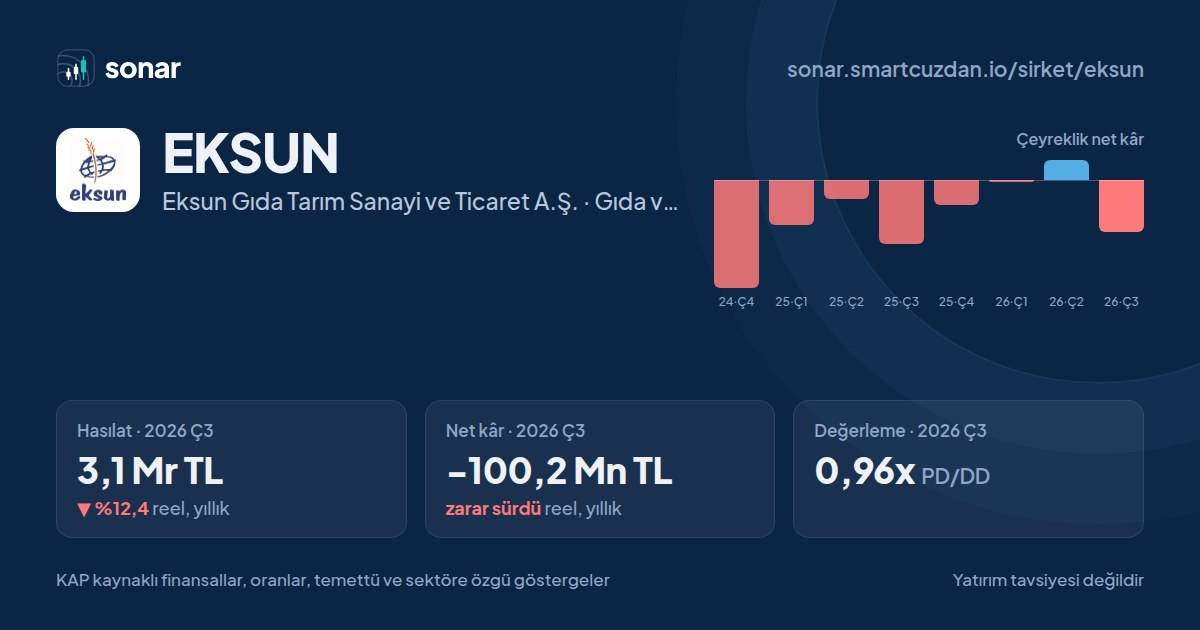 sonar
sonar.smartcuzdan.io/sirket/eksun
eksun
EKSUN
Eksun Gıda Tarım Sanayi ve Ticaret A.Ş. · Gıda v…
Çeyreklik net kâr
24-Ç4 25-Ç1 25-Ç2 25-Ç3 25-Ç4 26-Ç1 26-Ç2 26-Ç3
Hasılat · 2026 Ç3
3,1 Mr TL
▼ %12,4 reel, yıllık
Net kâr · 2026 Ç3
−100,2 Mn TL
zarar sürdü reel, yıllık
Değerleme · 2026 Ç3
0,96x PD/DD
KAP kaynaklı finansallar, oranlar, temettü ve sektöre özgü göstergeler
Yatırım tavsiyesi değildir